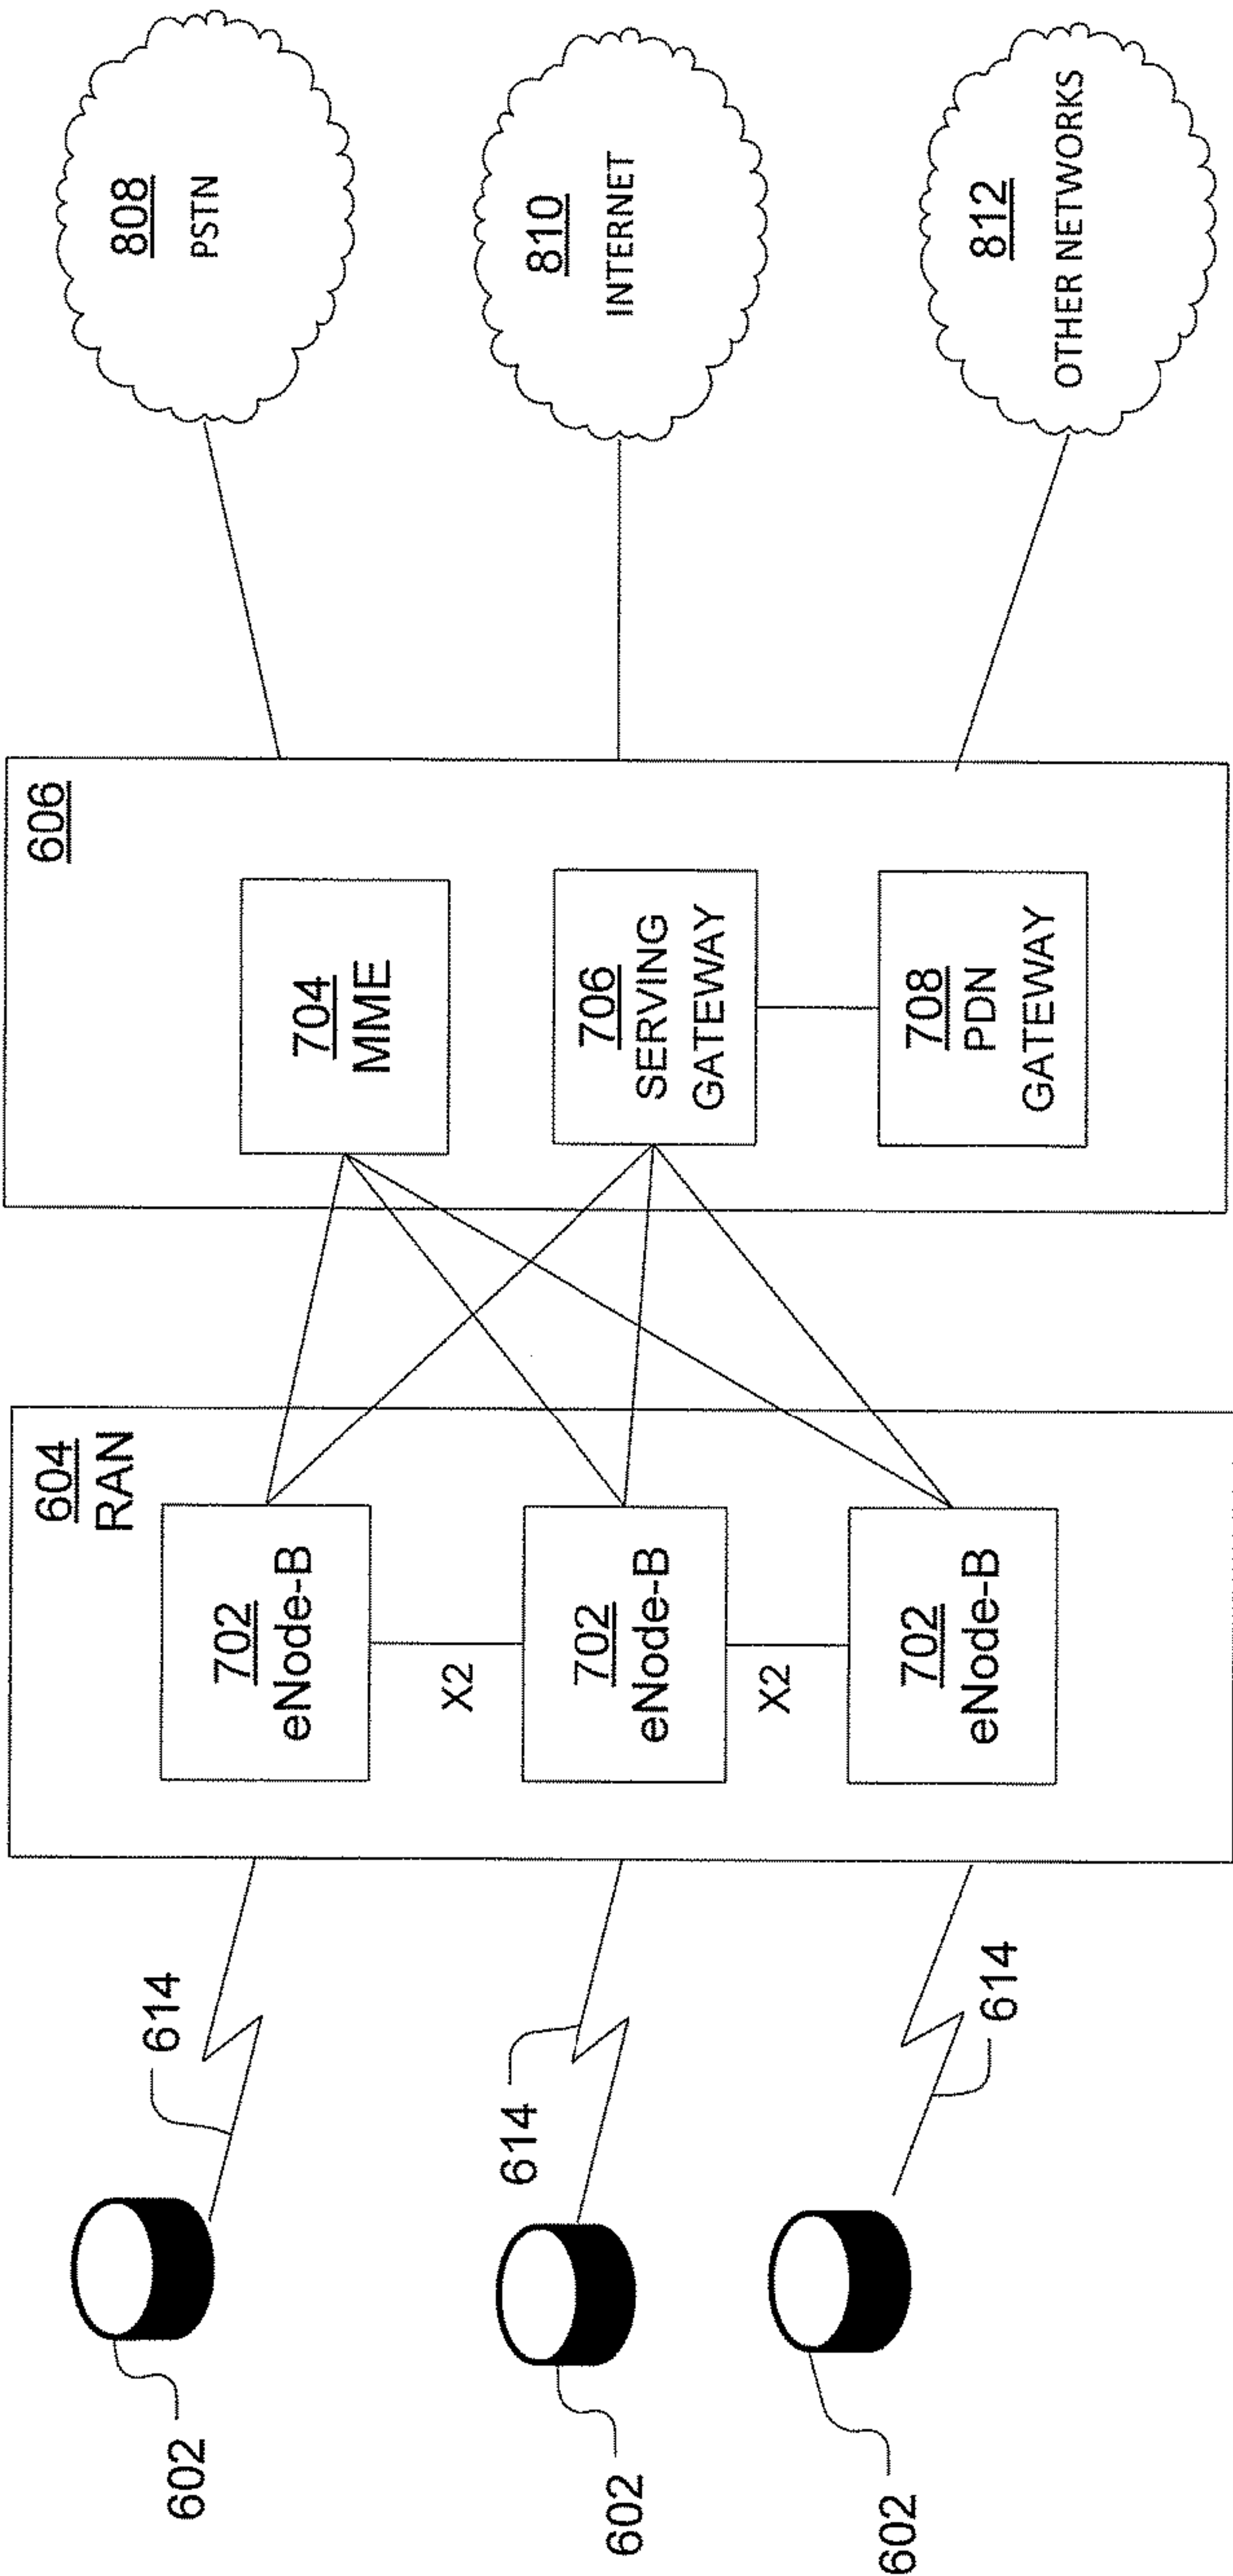 602
602
602
614
614
614
604
RAN
702
eNode-B
X2
702
eNode-B
X2
702
eNode-B
606
704
MME
706
SERVING
GATEWAY
708
PDN
GATEWAY
808
PSTN
810
INTERNET
812
OTHER NETWORKS